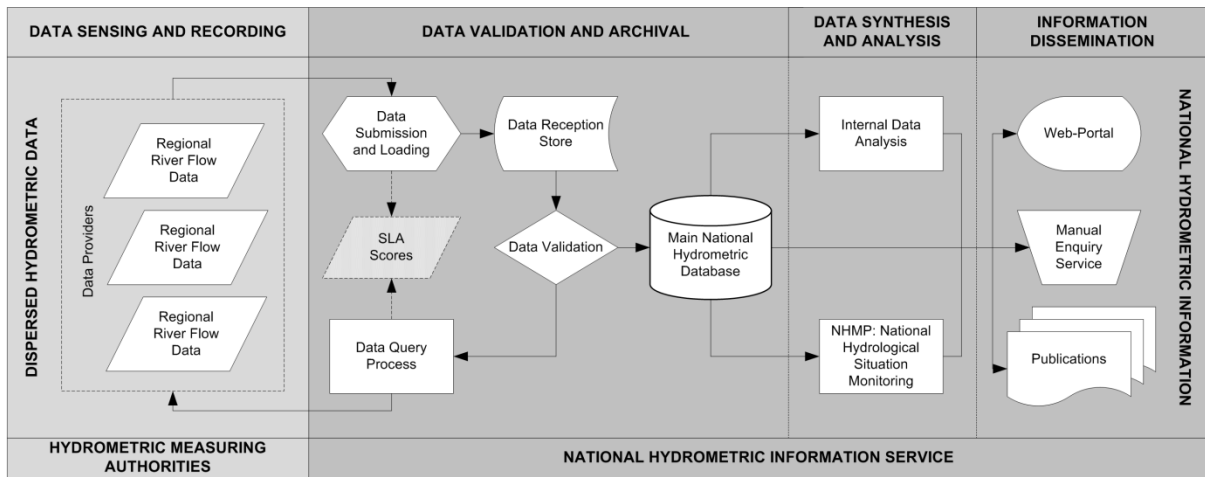 DATA SENSING AND RECORDING
DATA VALIDATION AND ARCHIVAL
DATA SYNTHESIS
AND ANALYSIS
INFORMATION
DISSEMINATION
DISPERSED HYDROMETRIC DATA
Data Providers
Regional
River Flow
Data
Regional
River Flow
Data
Regional
River Flow
Data
Data
Submission
and Loading
Data Reception
Store
SLA
Scores
Data Validation
Data Query
Process
Main National
Hydrometric
Database
Internal Data
Analysis
NHMP: National
Hydrological
Situation
Monitoring
Web-Portal
Manual
Enquiry
Service
Publications
NATIONAL HYDROMETRIC INFORMATION
HYDROMETRIC MEASURING
AUTHORITIES
NATIONAL HYDROMETRIC INFORMATION SERVICE